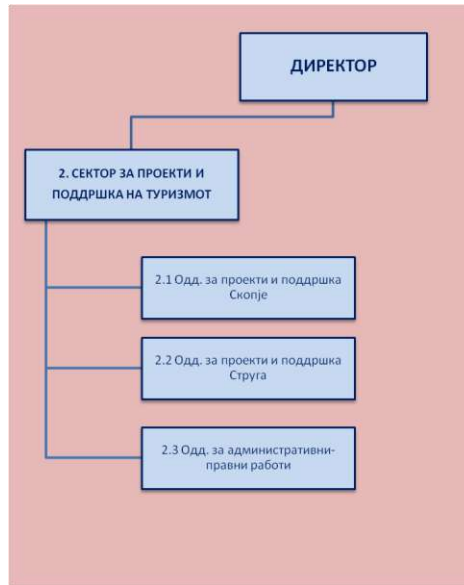 ДИРЕКТОР
2. СЕКТОР ЗА ПРОЕКТИ И
ПОДДРШКА НА ТУРИЗМОТ
2.1 Одд. за проекти и поддршка
Скопје
2.2 Одд. за проекти и поддршка
Струга
2.3 Одд. за административни-
правни работи